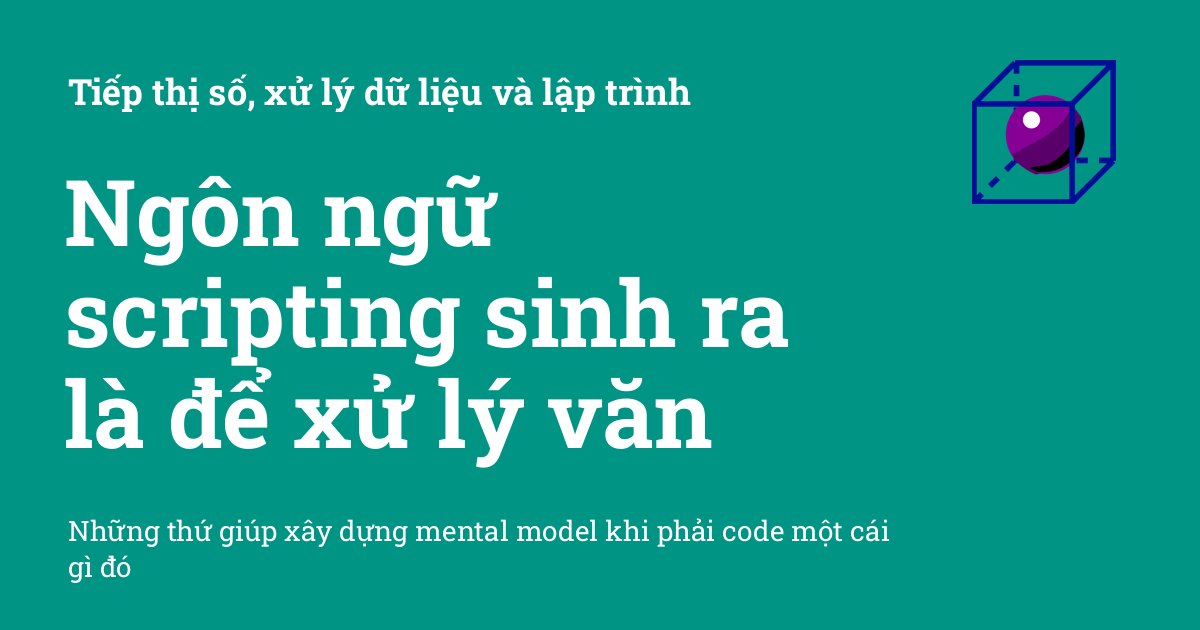 Tiếp thị số, xử lý dữ liệu và lập trình
Ngôn ngữ
scripting sinh ra
là để xử lý văn
Những thứ giúp xây dựng mental model khi phải code một cái
gì đó